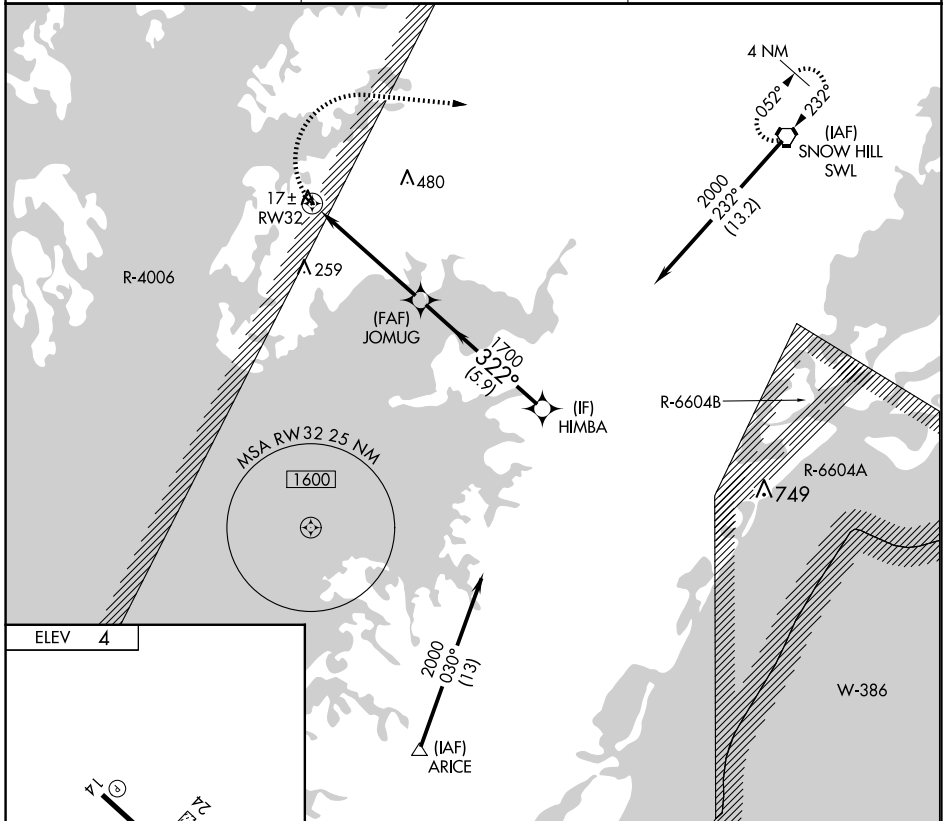 4 NM
052°
232°
(IAF)
SNOW HILL
SWL
2000
232°
(13.2)
480
17±
RW32
R-4006
259
(FAF)
JOMUG
1700
322°
(5.9)
(IF)
HIMBA
R-6604B
R-6604A
749
MSA RW32 25 NM
1600
2000
030°
(13)
(IAF)
ARICE
W-386
ELEV 4
14
P
24